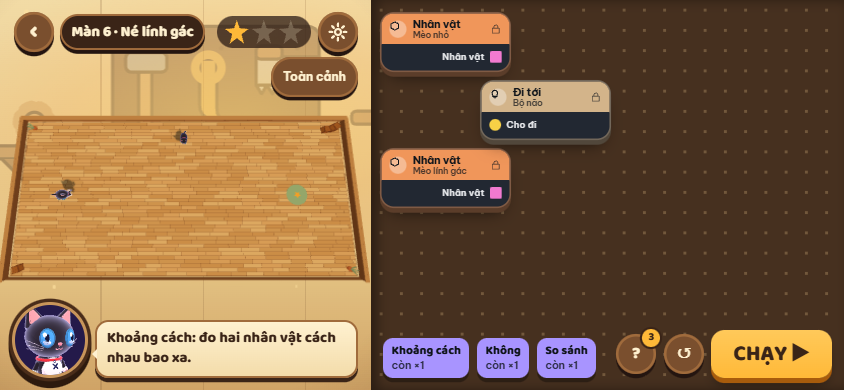 Màn 6 · Né lính gác
Toàn cảnh
Khoảng cách: đo hai nhân vật cách
nhau bao xa.
Nhân vật
Mèo nhỏ
Nhân vật
Đi tới
Bộ não
Cho đi
Nhân vật
Mèo lính gác
Nhân vật
Khoảng cách
còn ×1
Không
còn ×1
So sánh
còn ×1
?
3
CHẠY